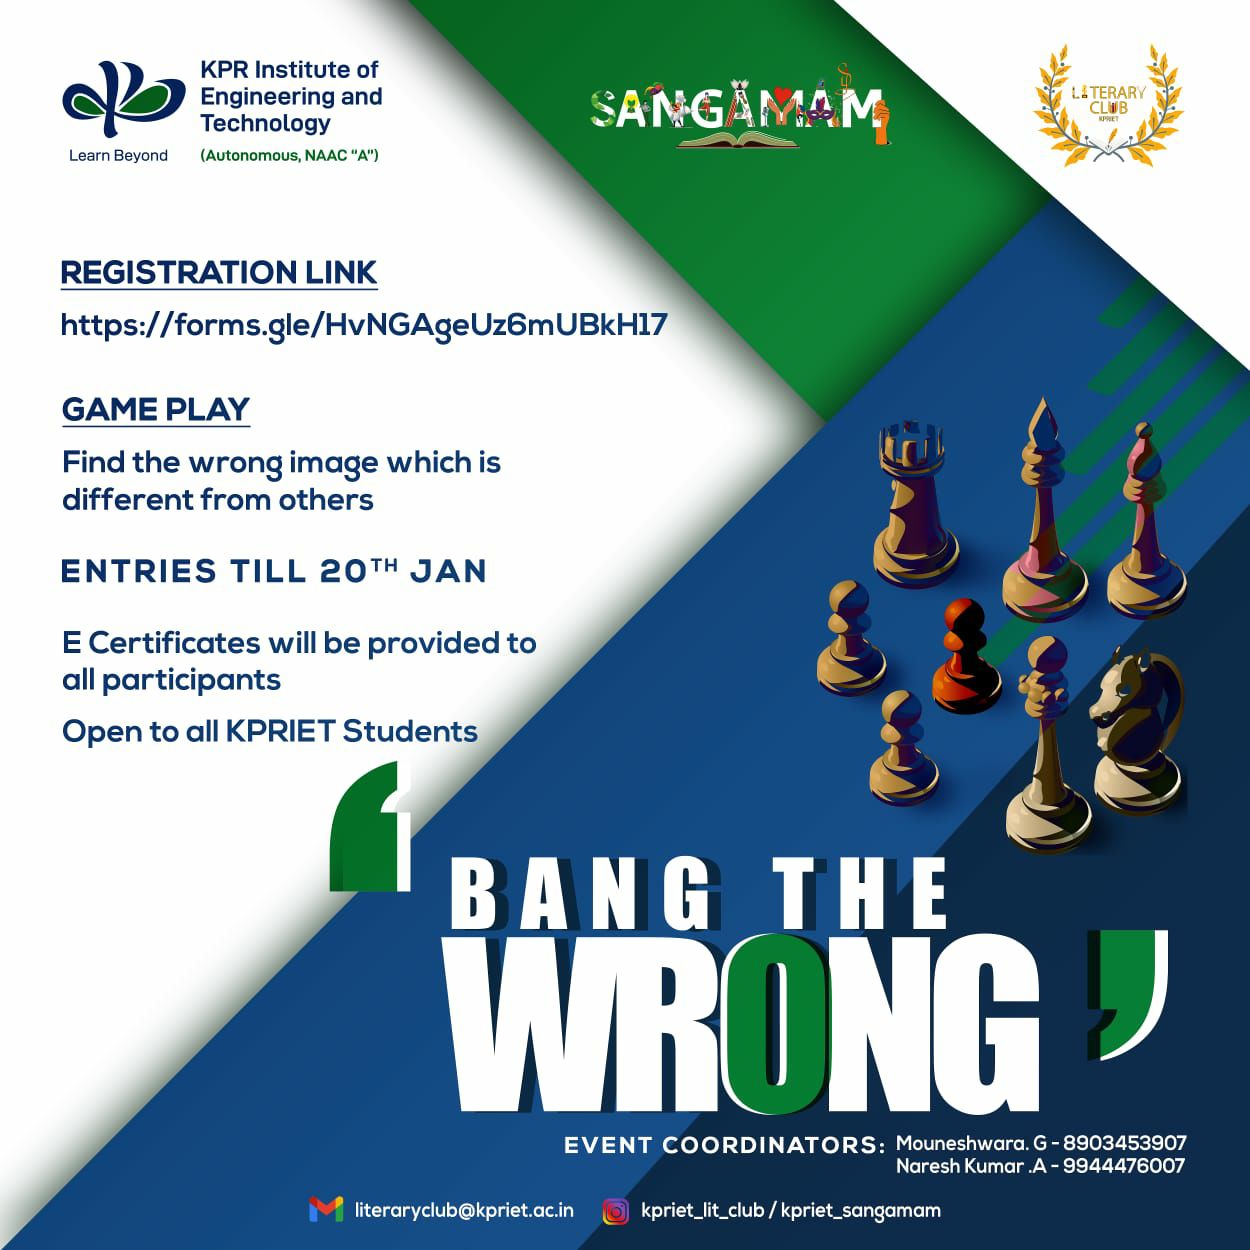 KPR Institute of
Engineering and
Technology
Learn Beyond
(Autonomous, NAAC "A")
SANGAMAM
LITERARY
CLUB
KPRIET
REGISTRATION LINK
https://forms.gle/HvNGAgeUz6mUBkH17
GAME PLAY
Find the wrong image which is
different from others
ENTRIES TILL 20TH JAN
E Certificates will be provided to
all participants
Open to all KPRIET Students
‘BANG THE
WRONG’
EVENT COORDINATORS: Mouneshwara. G - 8903453907
Naresh Kumar .A - 9944476007
literaryclub@kpriet.ac.in kpriet_lit_club / kpriet_sangamam